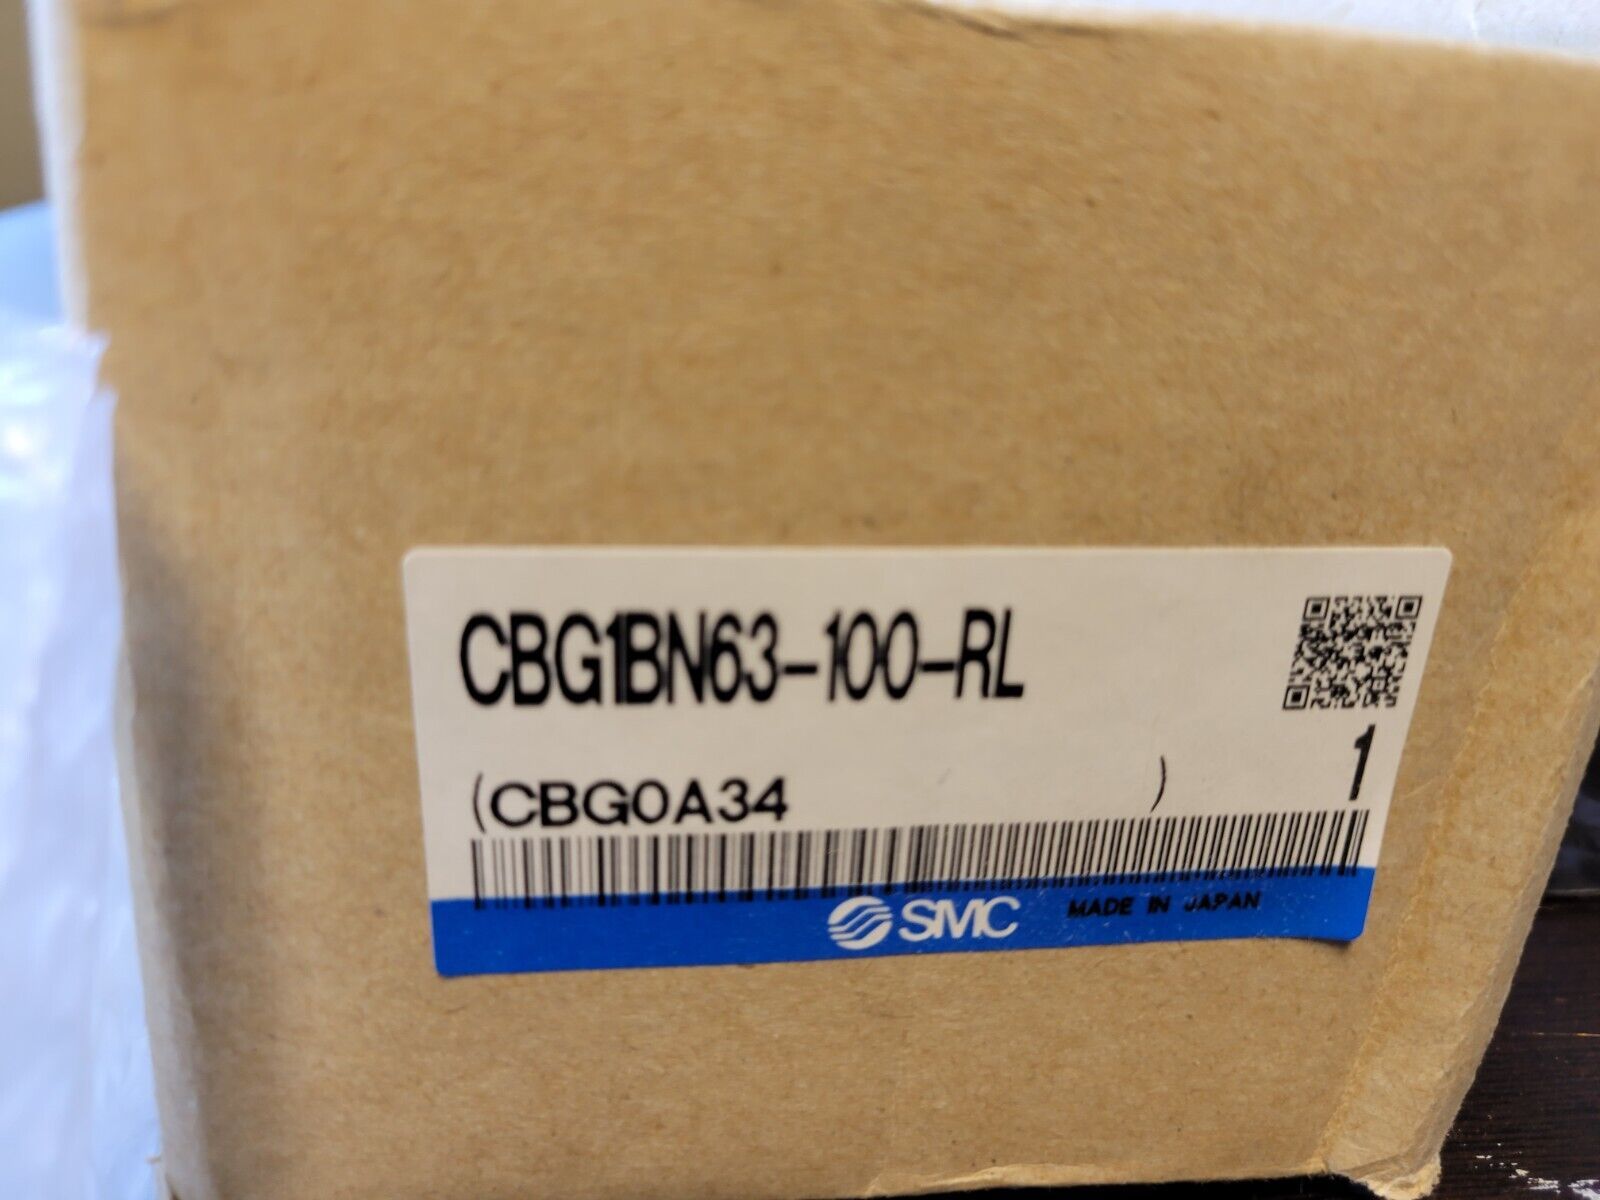 CBG1BN63-100-RL
1
(CBG0A34 )
SMC MADE IN JAPAN